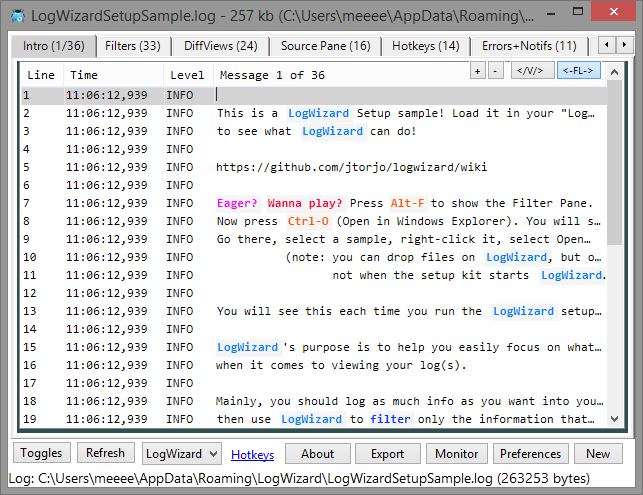 LogWizardSetupSample.log - 257 kb (C:\Users\meeee\AppData\Roaming\...
Intro (1/36) Filters (33) DiffViews (24) Source Pane (16) Hotkeys (14) Errors+Notifs (11)
Line Time Level Message 1 of 36 + - </V/> <-FL->
1 11:06:12,939 INFO
2 11:06:12,939 INFO This is a LogWizard Setup sample! Load it in your "Log…
3 11:06:12,939 INFO to see what LogWizard can do!
4 11:06:12,939 INFO
5 11:06:12,939 INFO https://github.com/jtorjo/logwizard/wiki
6 11:06:12,939 INFO
7 11:06:12,939 INFO Eager? Wanna play? Press Alt-F to show the Filter Pane.
8 11:06:12,939 INFO Now press Ctrl-O (Open in Windows Explorer). You will s…
9 11:06:12,939 INFO Go there, select a sample, right-click it, select Open…
10 11:06:12,939 INFO (note: you can drop files on LogWizard, but o…
11 11:06:12,939 INFO not when the setup kit starts LogWizard.
12 11:06:12,939 INFO
13 11:06:12,939 INFO You will see this each time you run the LogWizard setup…
14 11:06:12,939 INFO
15 11:06:12,939 INFO LogWizard's purpose is to help you easily focus on what…
16 11:06:12,939 INFO when it comes to viewing your log(s).
17 11:06:12,939 INFO
18 11:06:12,939 INFO Mainly, you should log as much info as you want into you…
19 11:06:12,939 INFO then use LogWizard to filter only the information that…
Toggles Refresh LogWizard Hotkeys About Export Monitor Preferences New
Log: C:\Users\meeee\AppData\Roaming\LogWizard\LogWizardSetupSample.log (263253 bytes)